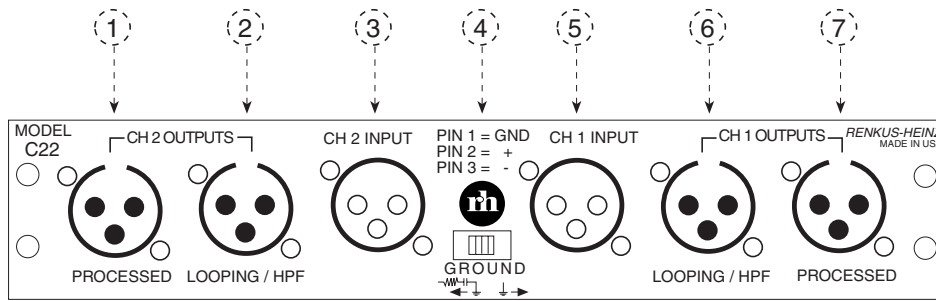 1 2 3 4 5 6 7
MODEL
C22
CH 2 OUTPUTS
CH 2 INPUT
PIN 1 = GND
PIN 2 = +
PIN 3 = -
CH 1 INPUT
CH 1 OUTPUTS
RENKUS-HEINZ
MADE IN US
rh
PROCESSED
LOOPING / HPF
GROUND
LOOPING / HPF
PROCESSED